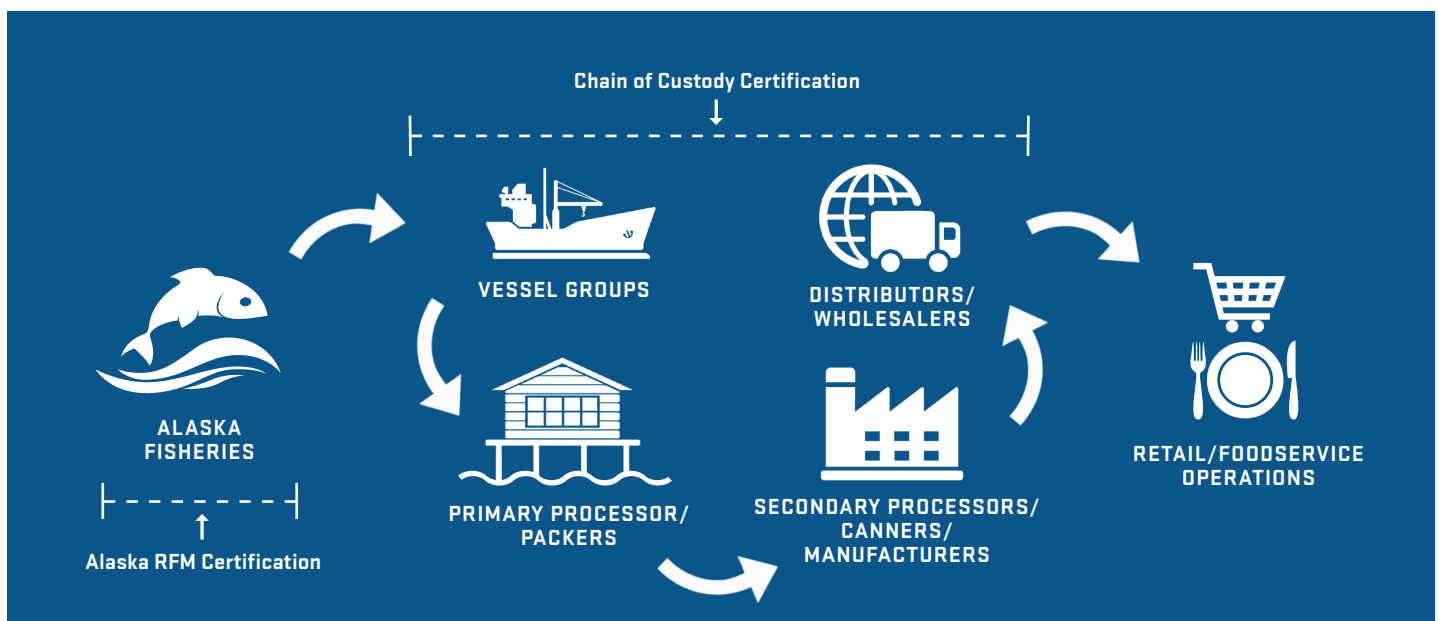 Chain of Custody Certification
VESSEL GROUPS
DISTRIBUTORS/
WHOLESALERS
ALASKA
FISHERIES
RETAIL/FOODSERVICE
OPERATIONS
PRIMARY PROCESSOR/
PACKERS
SECONDARY PROCESSORS/
CANNERS/
MANUFACTURERS
Alaska RFM Certification